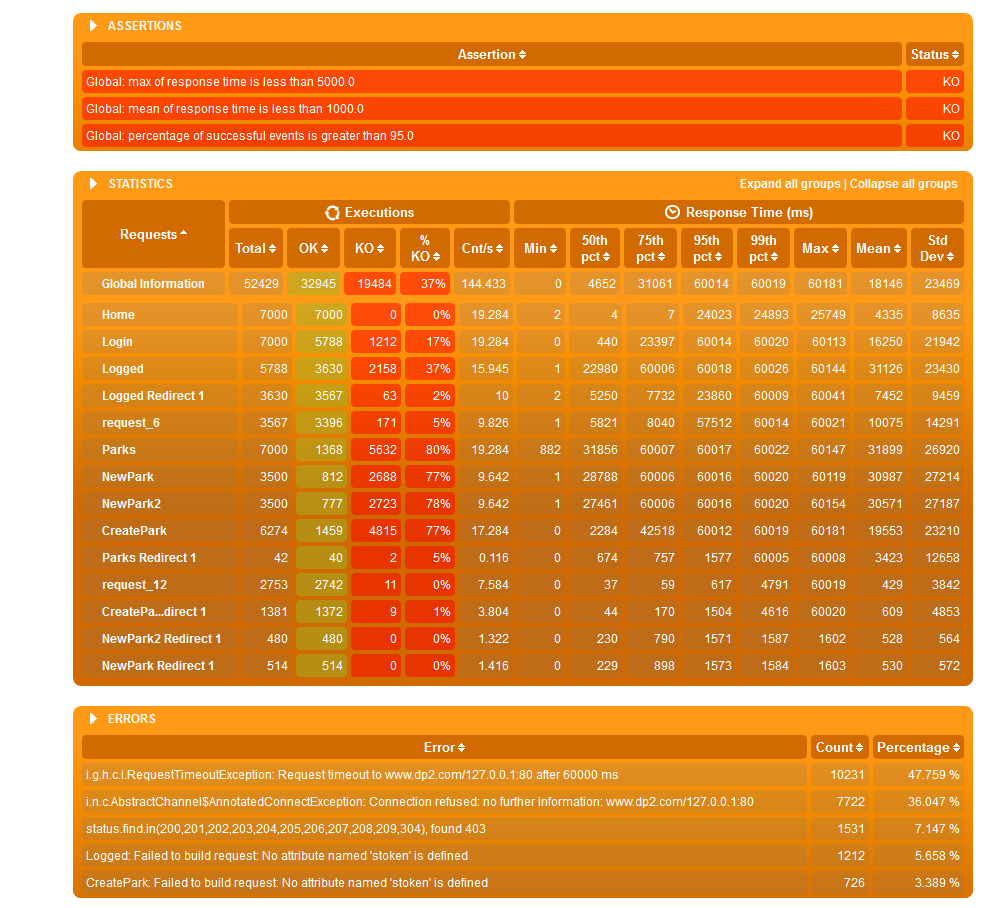 ASSERTIONS
Assertion Status
Global: max of response time is less than 5000.0 KO
Global: mean of response time is less than 1000.0 KO
Global: percentage of successful events is greater than 95.0 KO
STATISTICS Expand all groups | Collapse all groups
Requests Executions Response Time (ms)
Total OK KO % KO Cnt/s Min 50th pct 75th pct 95th pct 99th pct Max Mean Std Dev
Global Information 52429 32945 19484 37% 144.433 0 4652 31061 60014 60019 60181 18146 23469
Home 7000 7000 0 0% 19.284 2 4 7 24023 24893 25749 4335 8635
Login 7000 5788 1212 17% 19.284 0 440 23397 60014 60020 60113 16250 21942
Logged 5788 3630 2158 37% 15.945 1 22980 60006 60018 60026 60144 31126 23430
Logged Redirect 1 3630 3567 63 2% 10 2 5250 7732 23860 60009 60041 7452 9459
request_6 3567 3396 171 5% 9.826 1 5821 8040 57512 60014 60021 10075 14291
Parks 7000 1368 5632 80% 19.284 882 31856 60007 60017 60022 60147 31899 26920
NewPark 3500 812 2688 77% 9.642 1 28788 60006 60016 60020 60119 30987 27214
NewPark2 3500 777 2723 78% 9.642 1 27461 60006 60016 60020 60154 30571 27187
CreatePark 6274 1459 4815 77% 17.284 0 2284 42518 60012 60019 60181 19553 23210
Parks Redirect 1 42 40 2 5% 0.116 0 674 757 1577 60005 60008 3423 12658
request_12 2753 2742 11 0% 7.584 0 37 59 617 4791 60019 429 3842
CreatePa...direct 1 1381 1372 9 1% 3.804 0 44 170 1504 4616 60020 609 4853
NewPark2 Redirect 1 480 480 0 0% 1.322 0 230 790 1571 1587 1602 528 564
NewPark Redirect 1 514 514 0 0% 1.416 0 229 898 1573 1584 1603 530 572
ERRORS
Error Count Percentage
i.g.h.c.i.RequestTimeoutException: Request timeout to www.dp2.com/127.0.0.1:80 after 60000 ms 10231 47.759 %
i.n.c.AbstractChannel$AnnotatedConnectException: Connection refused: no further information: www.dp2.com/127.0.0.1:80 7722 36.047 %
status.find.in(200,201,202,203,204,205,206,207,208,209,304), found 403 1531 7.147 %
Logged: Failed to build request: No attribute named 'stoken' is defined 1212 5.658 %
CreatePark: Failed to build request: No attribute named 'stoken' is defined 726 3.389 %